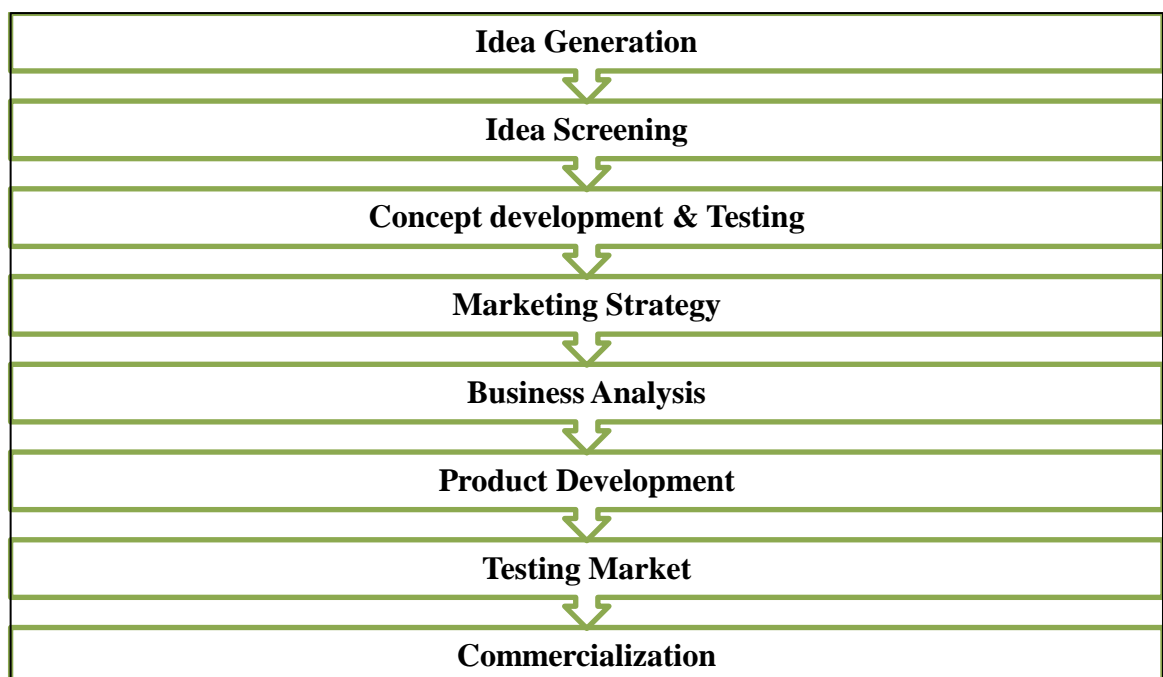 Idea Generation
Idea Screening
Concept development & Testing
Marketing Strategy
Business Analysis
Product Development
Testing Market
Commercialization